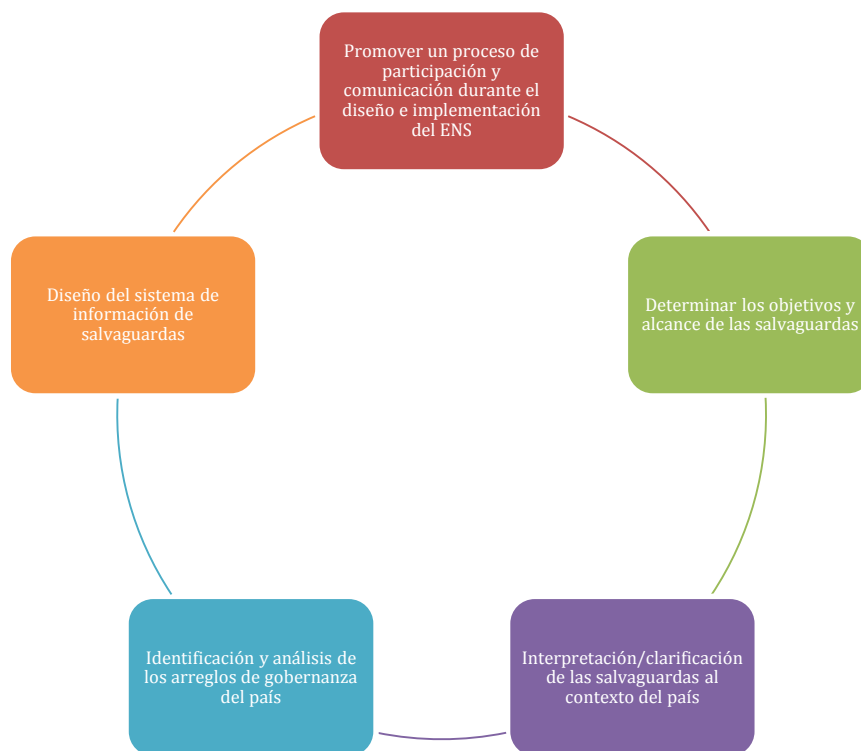 Promover un proceso de
participación y
comunicación durante el
diseño e implementación
del ENS
Determinar los objetivos y
alcance de las salvaguardas
Interpretación/clarificación
de las salvaguardas al
contexto del país
Identificación y análisis de
los arreglos de gobernanza
del país
Diseño del sistema de
información de
salvaguardas